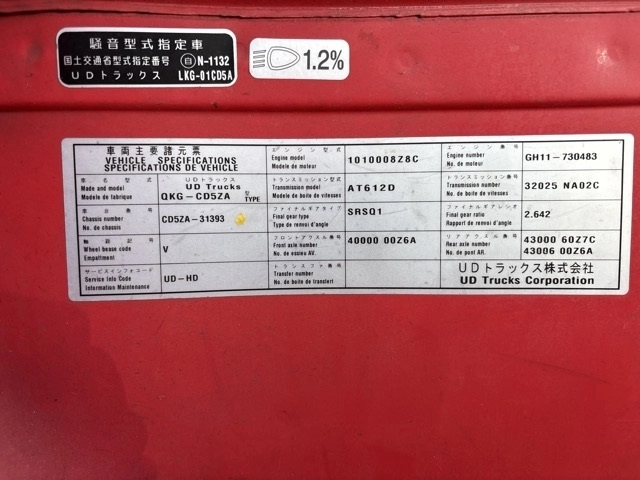 騒音型式指定車
国土交通省型式指定番号 自 N-1132
UDトラックス LKG-01CD5A
1.2%
車両主要諸元票
VEHICLE SPECIFICATIONS
SPECIFICATIONS DE VEHICLE
車名型式
Made and model
Modele de fabrique
UDトラックス
UD Trucks
QKG-CD5ZA 型 TYPE
車台番号
Chassis number
No. de chassis
CD5ZA-31393
軸距記号
Wheel base code
Empattement
V
サービスインフォコード
Service Info Code
Information Maintenance
UD-HD
エンジン型式
Engine model
Modele de moteur
1010008Z8C
トランスミッション型式
Transmission model
Modele de boite de vitesses
AT612D
ファイナルギアタイプ
Final gear type
Type de renvoi d'angle
SRSQ1
フロントアクスル番号
Front axle number
No. de essieu AV.
40000 00Z6A
トランスファ番号
Transfer number
No. de boite de transfert
エンジン番号
Engine number
No. de moteur
GH11-730483
トランスミッション番号
Transmission number
No. de boite de vitesses
32025 NA02C
ファイナルギアレシオ
Final gear ratio
Rapport de renvoi d'angle
2.642
リアアクスル番号
Rear axle number
No. de pont AR.
43000 60Z7C
43006 00Z6A
UDトラックス株式会社
UD Trucks Corporation